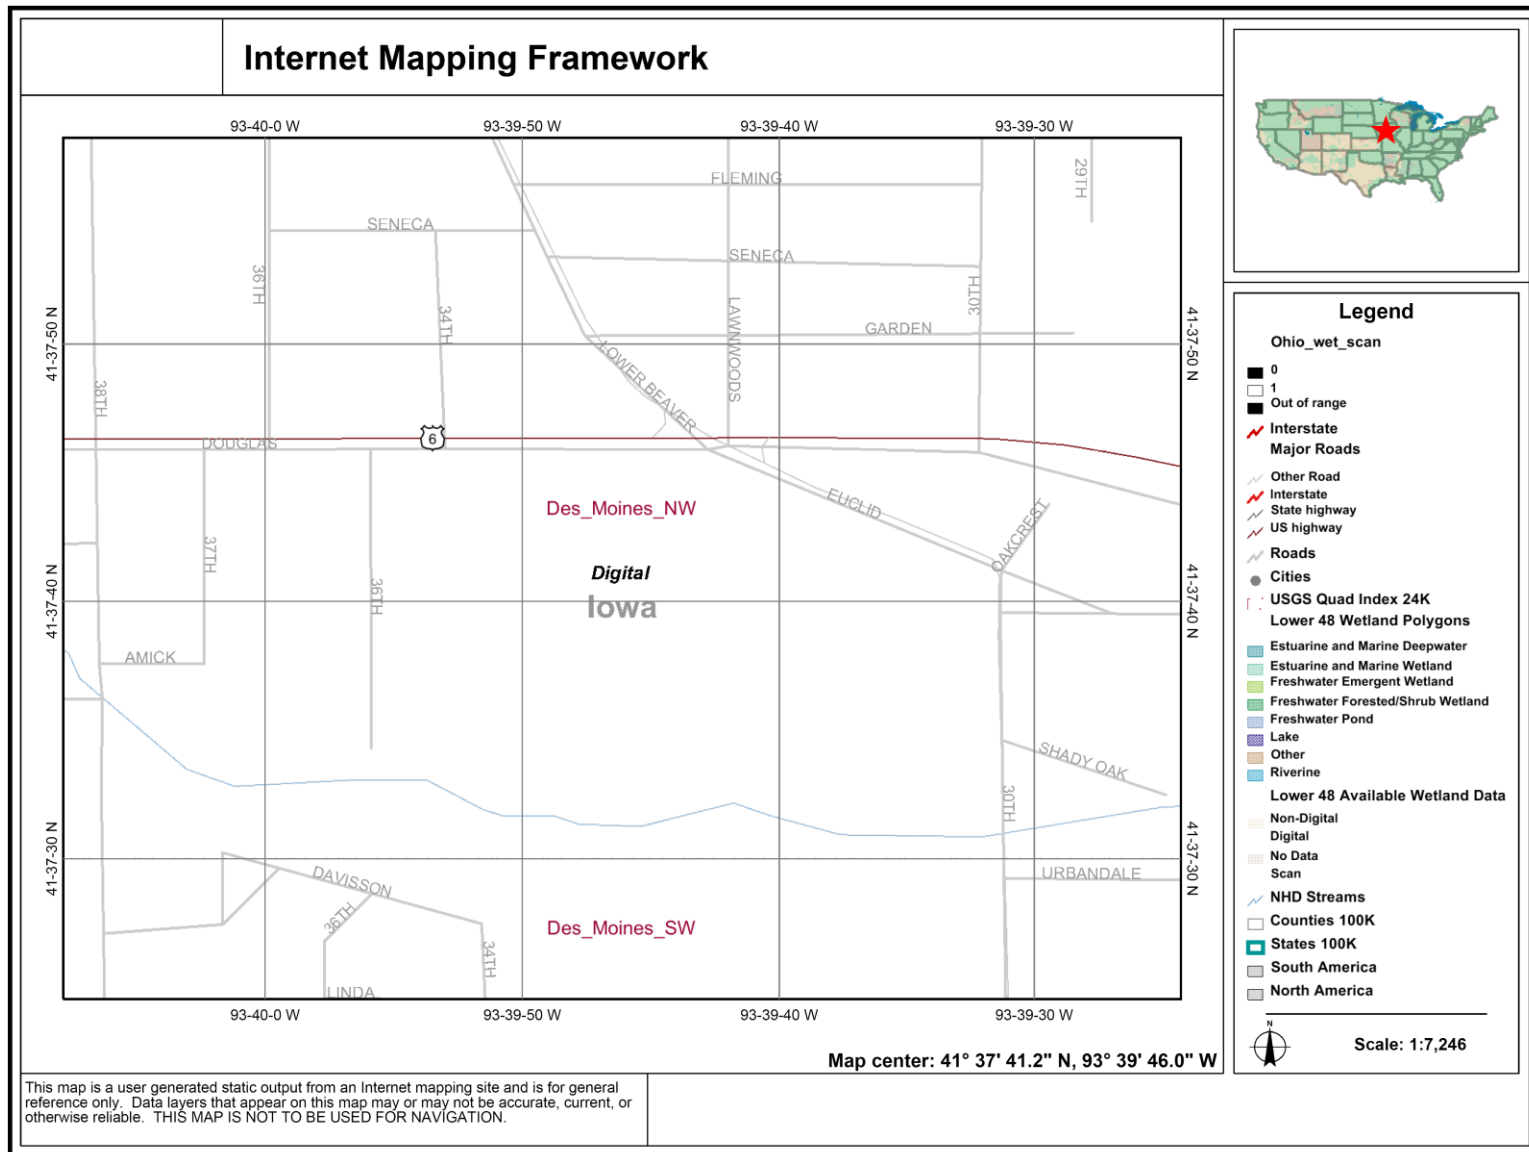 Internet Mapping Framework
93-40-0 W
93-39-50 W
93-39-40 W
93-39-30 W
FLEMING
29TH
SENECA
SENECA
36TH
34TH
LAWNWOODS
30TH
GARDEN
41-37-50 N
41-37-50 N
LOWER BEAVER
38TH
DOUGLAS
6
Des_Moines_NW
EUCLID
OAKCREST
37TH
36TH
Digital
Iowa
41-37-40 N
41-37-40 N
AMICK
SHADY OAK
30TH
41-37-30 N
41-37-30 N
DAVISSON
URBANDALE
36TH
34TH
Des_Moines_SW
LINDA
93-40-0 W
93-39-50 W
93-39-40 W
93-39-30 W
Map center: 41° 37' 41.2" N, 93° 39' 46.0" W
Legend
Ohio_wet_scan
0
1
Out of range
Interstate
Major Roads
Other Road
Interstate
State highway
US highway
Roads
Cities
USGS Quad Index 24K
Lower 48 Wetland Polygons
Estuarine and Marine Deepwater
Estuarine and Marine Wetland
Freshwater Emergent Wetland
Freshwater Forested/Shrub Wetland
Freshwater Pond
Lake
Other
Riverine
Lower 48 Available Wetland Data
Non-Digital
Digital
No Data
Scan
NHD Streams
Counties 100K
States 100K
South America
North America
N
Scale: 1:7,246
This map is a user generated static output from an Internet mapping site and is for general
reference only. Data layers that appear on this map may or may not be accurate, current, or
otherwise reliable. THIS MAP IS NOT TO BE USED FOR NAVIGATION.